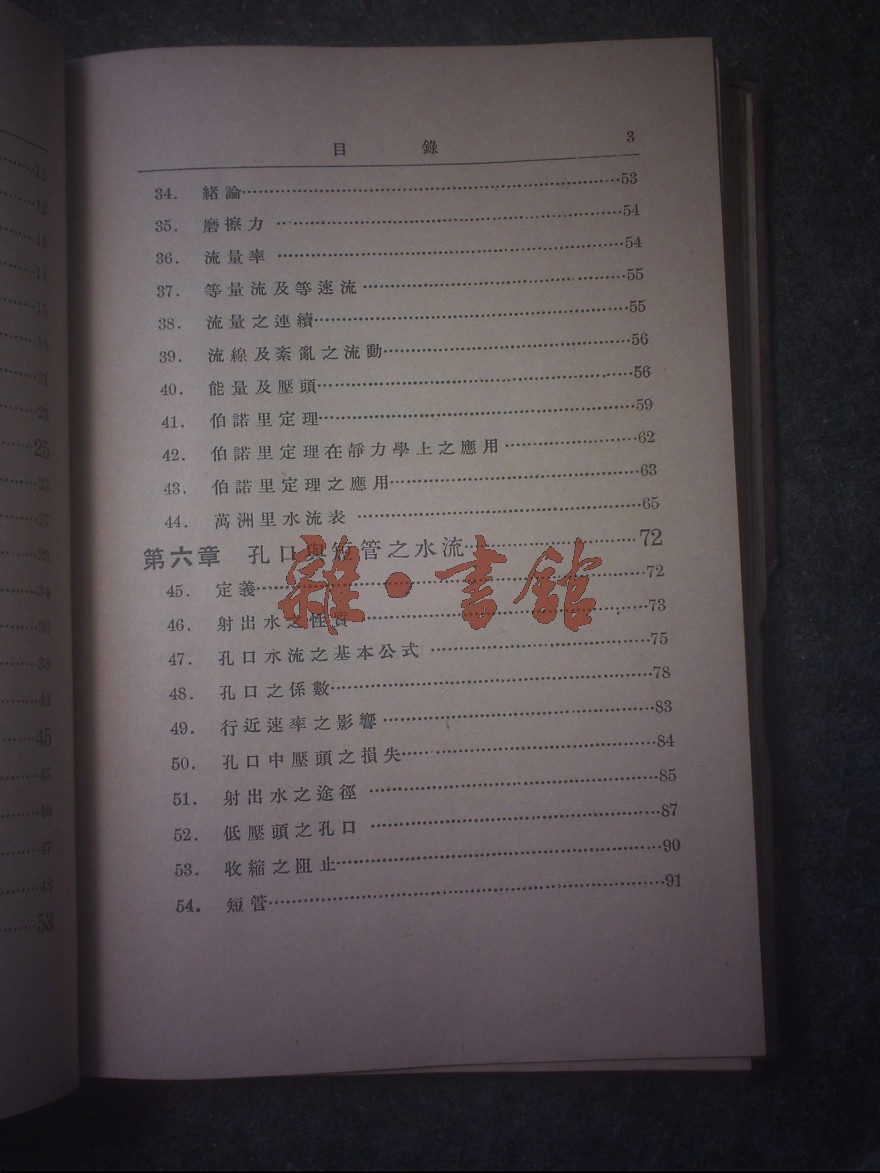 目錄 3
34. 緒論⋯⋯53
35. 磨擦力⋯⋯54
36. 流量率⋯⋯54
37. 等量流及等速流⋯⋯55
38. 流量之連續⋯⋯55
39. 流線及紊亂之流動⋯⋯56
40. 能量及壓頭⋯⋯56
41. 伯諾里定理⋯⋯59
42. 伯諾里定理在靜力學上之應用⋯⋯62
43. 伯諾里定理之應用⋯⋯63
44. 萬洲里水流表⋯⋯65
第六章 孔口與短管之水流⋯⋯72
雜·書館
45. 定義⋯⋯72
46. 射出水之性質⋯⋯73
47. 孔口水流之基本公式⋯⋯75
48. 孔口之係數⋯⋯78
49. 行近速率之影響⋯⋯83
50. 孔口中壓頭之損失⋯⋯84
51. 射出水之途徑⋯⋯85
52. 低壓頭之孔口⋯⋯87
53. 收縮之阻止⋯⋯90
54. 短管⋯⋯91